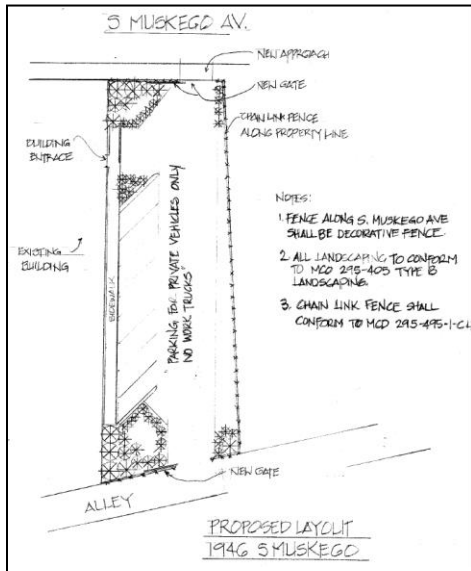 S MUSKEGO AV.
NEW APPROACH
NEW GATE
CHAIN LINK FENCE
ALONG PROPERTY
LINE
BUILDING
ENTRACE
EXISTING
BUILDING
SIDEWALK
"PARKING FOR PRIVATE VEHICLES ONLY
NO WORK TRUCKS"
NOTES:
1. FENCE ALONG S. MUSKEGO AVE
SHALL BE DECORATIVE FENCE.
2. ALL LANDSCAPING TO CONFORM
TO MCO 295-405 TYPE B
LANDSCAPING.
3. CHAIN LINK FENCE SHALL
CONFORM TO MCO 295-495-1-C-1
NEW GATE
ALLEY
PROPOSED LAYOUT
1946 S MUSKEGO